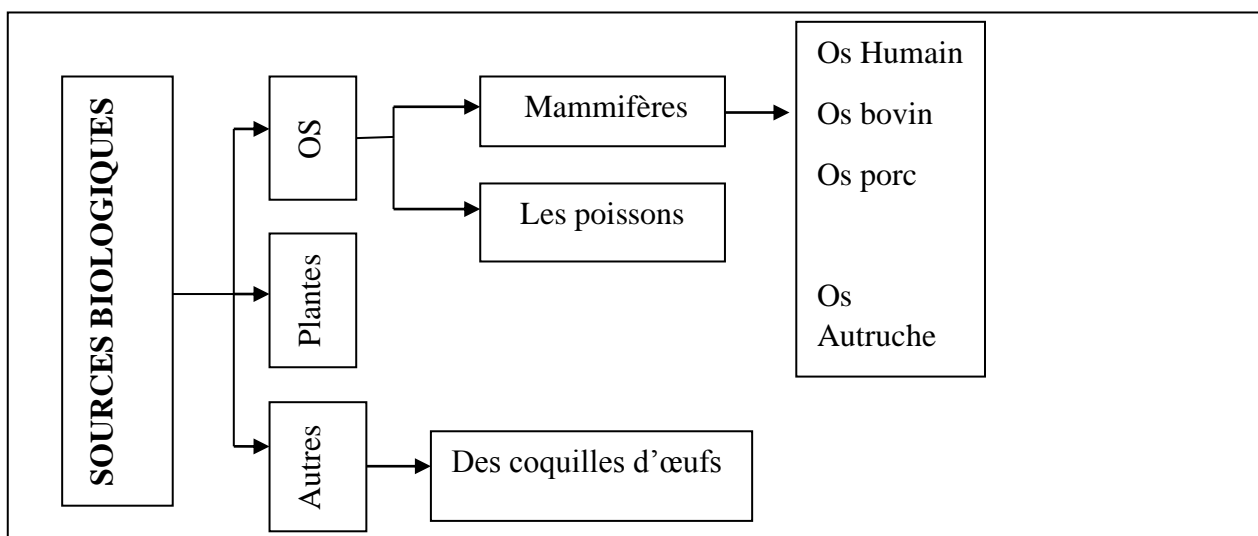 SOURCES BIOLOGIQUES
OS
Mammifères
Os Humain
Os bovin
Os porc
Os
Autruche
Les poissons
Plantes
Autres
Des coquilles d’œufs